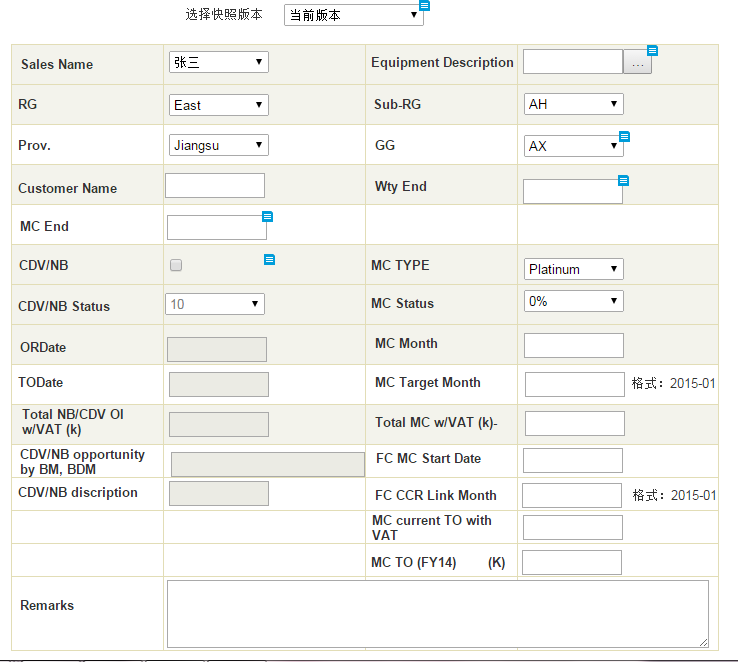 选择快照版本 当前版本
Sales Name 张三 Equipment Description ...
RG East Sub-RG AH
Prov. Jiangsu GG AX
Customer Name Wty End
MC End
CDV/NB MC TYPE Platinum
CDV/NB Status 10 MC Status 0%
ORDate MC Month
TODate MC Target Month 格式：2015-01
Total NB/CDV OI
w/VAT (k) Total MC w/VAT (k)-
CDV/NB opportunity
by BM, BDM FC MC Start Date
CDV/NB discription FC CCR Link Month 格式：2015-01
MC current TO with
VAT
MC TO (FY14) (K)
Remarks